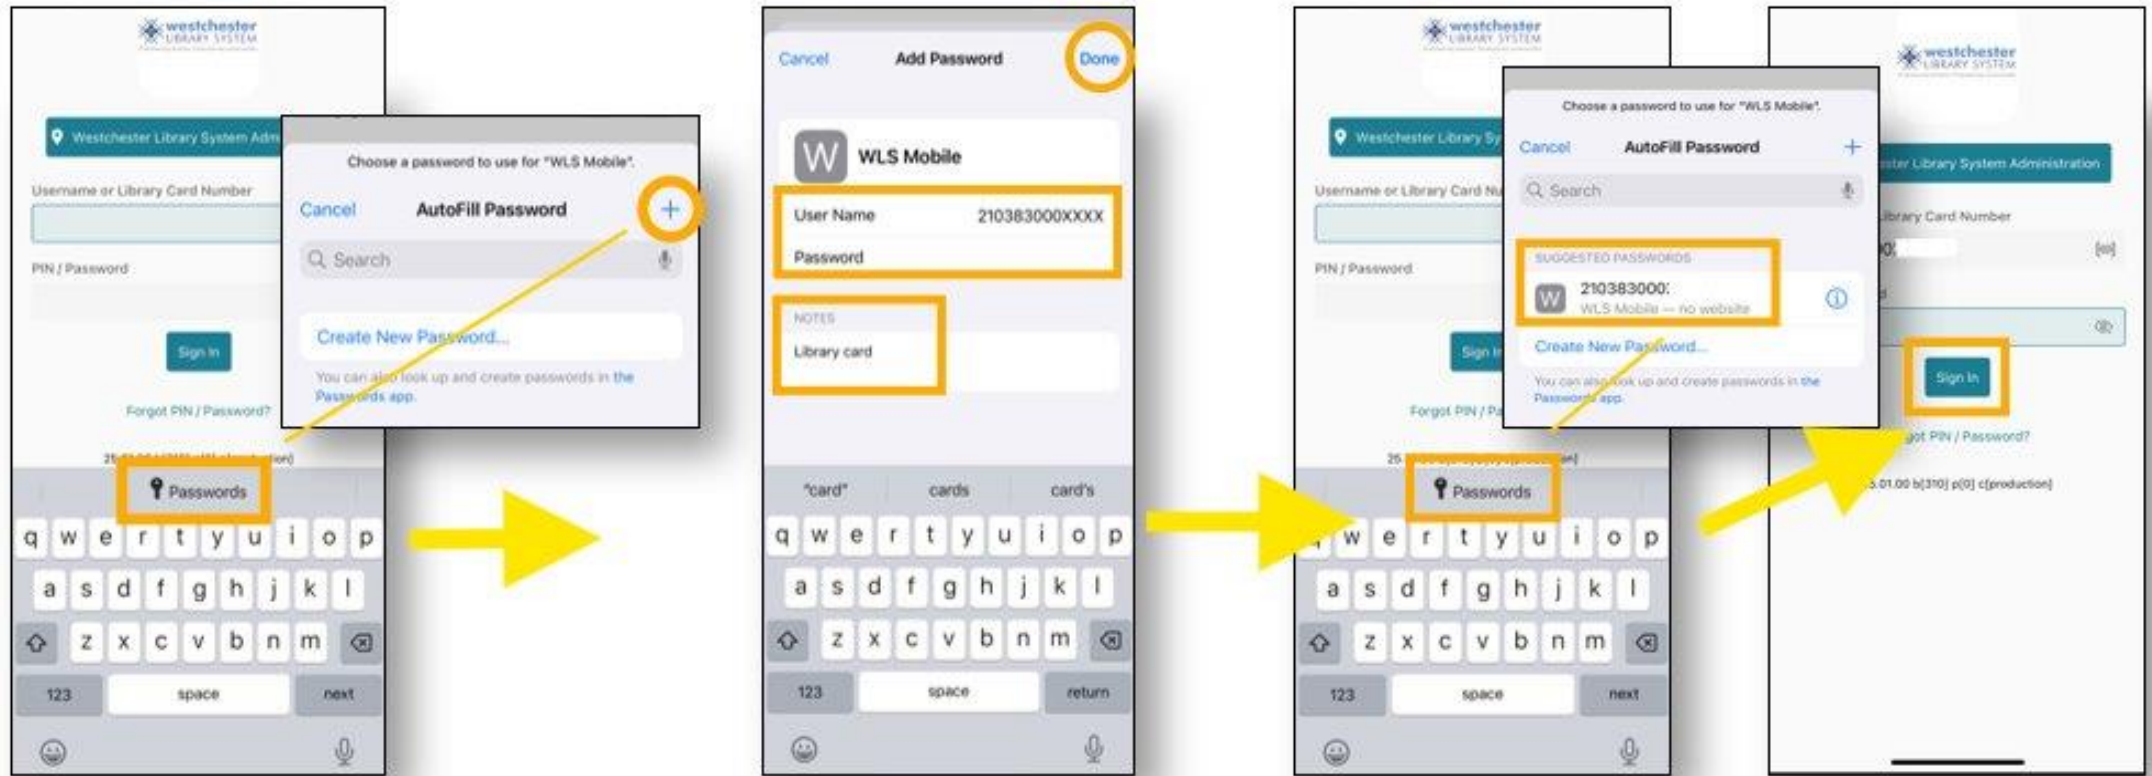 westchester
LIBRARY SYSTEM
Westchester Library System Adm
Username or Library Card Number
PIN / Password
Sign In
Forgot PIN / Password?
Passwords
q w e r t y u i o p
a s d f g h j k l
z x c v b n m
123 space next
Choose a password to use for "WLS Mobile".
Cancel AutoFill Password +
Search
Create New Password...
You can also look up and create passwords in the
Passwords app.
Cancel Add Password Done
W WLS Mobile
User Name 210383000XXXX
Password
NOTES
Library card
"card" cards card's
q w e r t y u i o p
a s d f g h j k l
z x c v b n m
123 space return
westchester
LIBRARY SYSTEM
Westchester Library Sy
Username or Library Card Nu
PIN / Password
Sign I
Forgot PIN / Pa
Passwords
w e r t y u i o p
a s d f g h j k l
z x c v b n m
123 space next
Choose a password to use for "WLS Mobile".
Cancel AutoFill Password +
Search
SUGGESTED PASSWORDS
W 210383000:
WLS Mobile — no website
Create New Password...
You can also look up and create passwords in the
Passwords app.
westchester
LIBRARY SYSTEM
ster Library System Administration
ibrary Card Number
Sign In
got PIN / Password?
5.01.00 b[310] p[0] c[production]